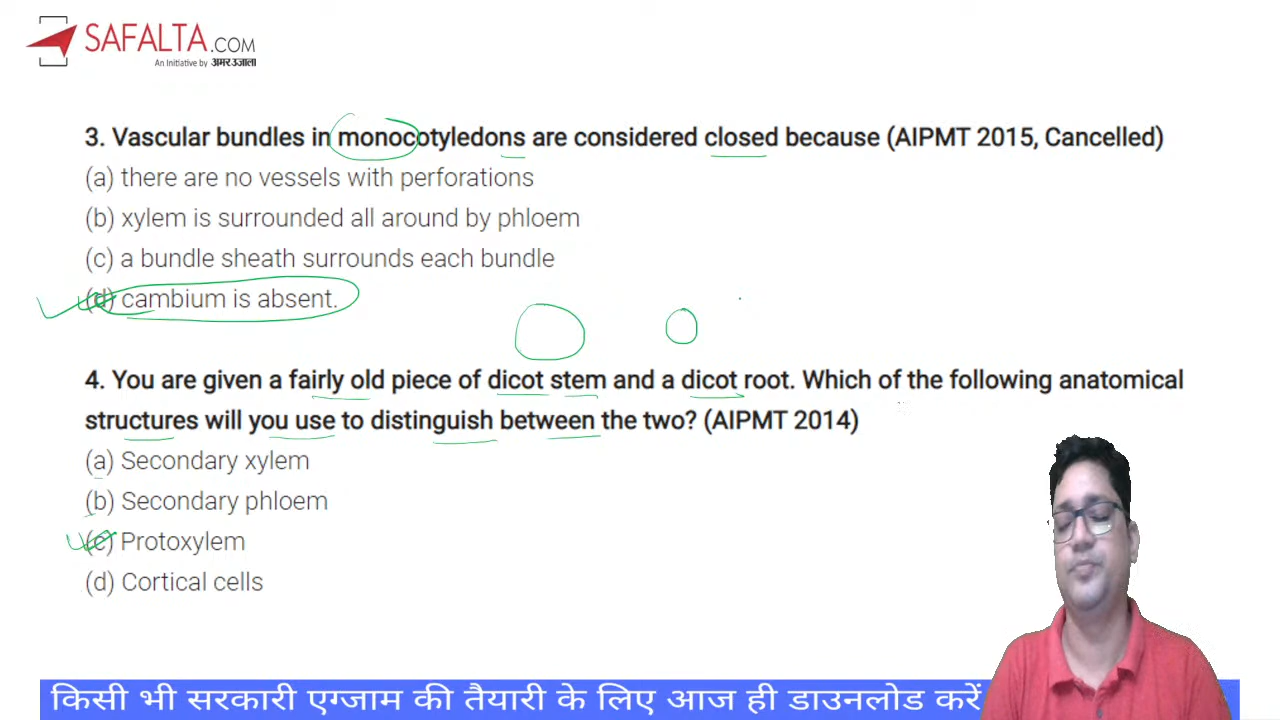 SAFALTA.COM
An Initiative by अमर उजाला
3. Vascular bundles in monocotyledons are considered closed because (AIPMT 2015, Cancelled)
(a) there are no vessels with perforations
(b) xylem is surrounded all around by phloem
(c) a bundle sheath surrounds each bundle
(d) cambium is absent.
4. You are given a fairly old piece of dicot stem and a dicot root. Which of the following anatomical
structures will you use to distinguish between the two? (AIPMT 2014)
(a) Secondary xylem
(b) Secondary phloem
(c) Protoxylem
(d) Cortical cells
किसी भी सरकारी एग्जाम की तैयारी के लिए आज ही डाउनलोड करें